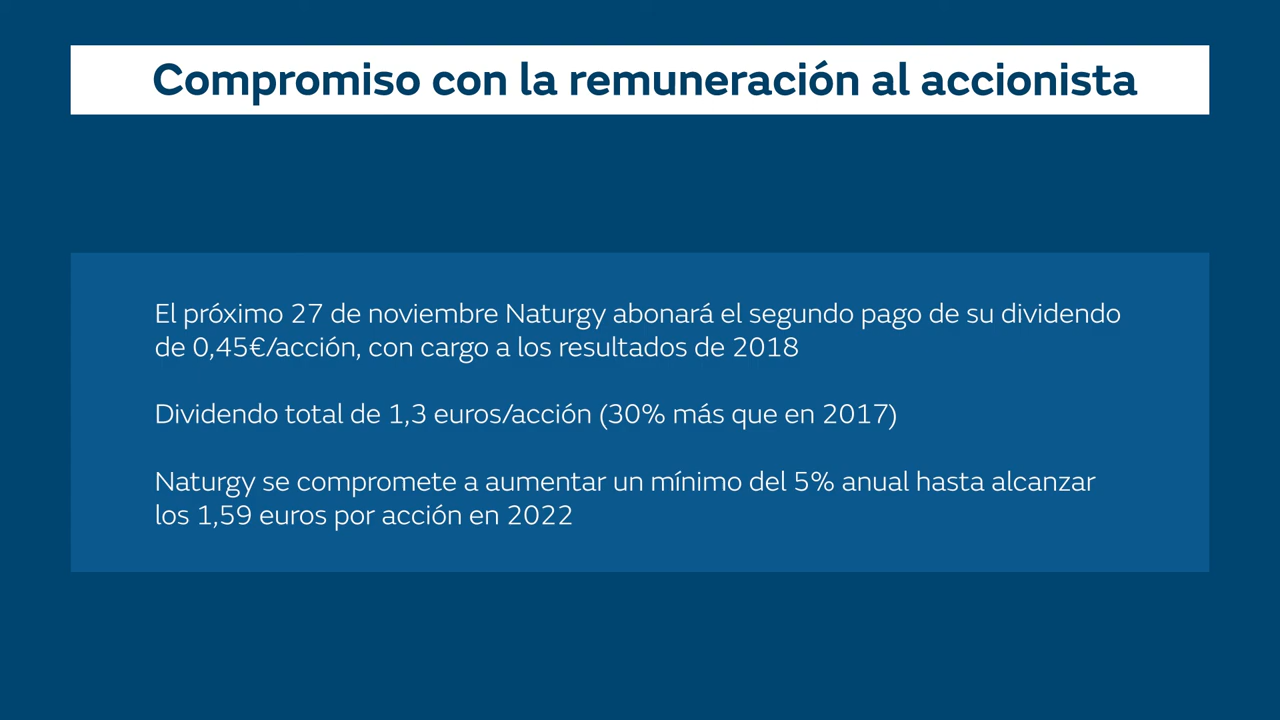 Compromiso con la remuneración al accionista
El próximo 27 de noviembre Naturgy abonará el segundo pago de su dividendo
de 0,45€/acción, con cargo a los resultados de 2018
Dividendo total de 1,3 euros/acción (30% más que en 2017)
Naturgy se compromete a aumentar un mínimo del 5% anual hasta alcanzar
los 1,59 euros por acción en 2022